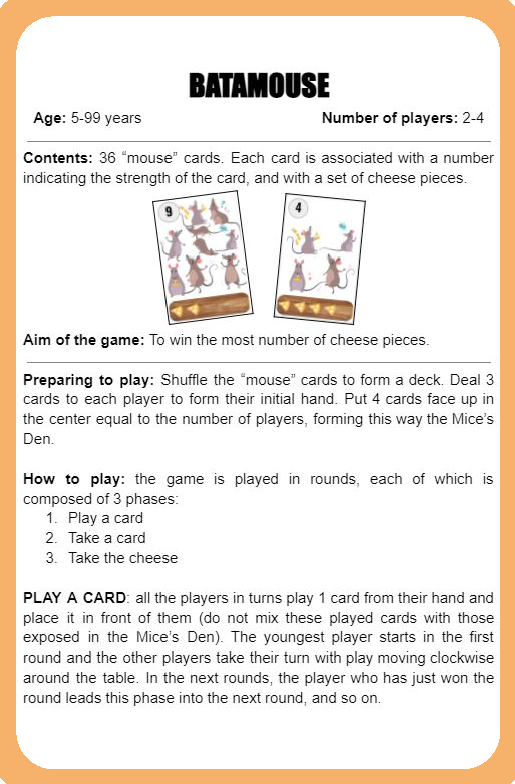 BATAMOUSE
Age: 5-99 years Number of players: 2-4
Contents: 36 “mouse” cards. Each card is associated with a number
indicating the strength of the card, and with a set of cheese pieces.
9
4
Aim of the game: To win the most number of cheese pieces.
Preparing to play: Shuffle the “mouse” cards to form a deck. Deal 3
cards to each player to form their initial hand. Put 4 cards face up in
the center equal to the number of players, forming this way the Mice’s
Den.
How to play: the game is played in rounds, each of which is
composed of 3 phases:
1. Play a card
2. Take a card
3. Take the cheese
PLAY A CARD: all the players in turns play 1 card from their hand and
place it in front of them (do not mix these played cards with those
exposed in the Mice’s Den). The youngest player starts in the first
round and the other players take their turn with play moving clockwise
around the table. In the next rounds, the player who has just won the
round leads this phase into the next round, and so on.